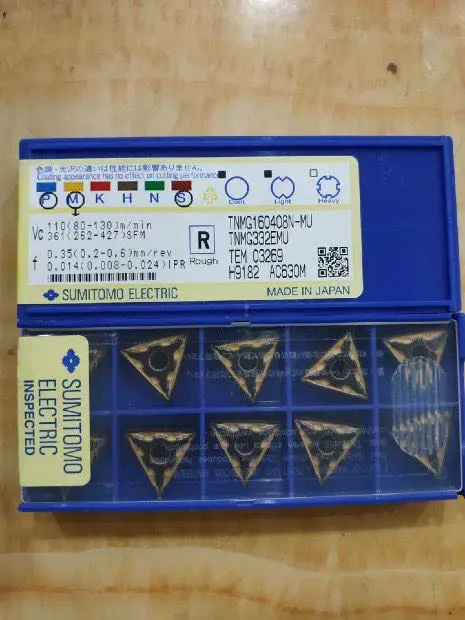 色調・光沢の違いは性能には影響ありません。
Coating appearance has no effect on cutting performance
P M K H N S
Cont. Light Heavy
Vc 110(80-130)m/min
361(262-427)SFM
f 0.35(0.2-0.6)mm/rev
0.014(0.008-0.024)IPR
R
Rough
TNMG160408N-MU
TNMG332EMU
TEM C3269
H9182 AC630M
SUMITOMO ELECTRIC
MADE IN JAPAN
SUMITOMO
ELECTRIC
INSPECTED